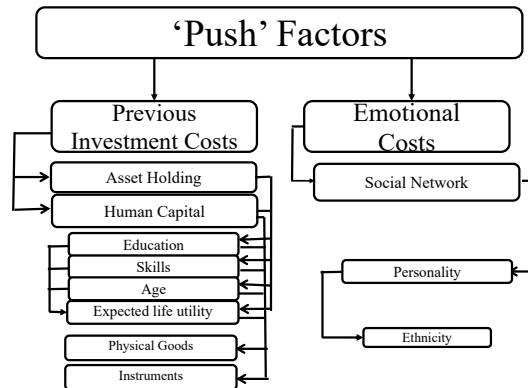 ‘Push’ Factors
Previous
Investment Costs
Emotional
Costs
Asset Holding
Social Network
Human Capital
Education
Skills
Age
Expected life utility
Personality
Ethnicity
Physical Goods
Instruments